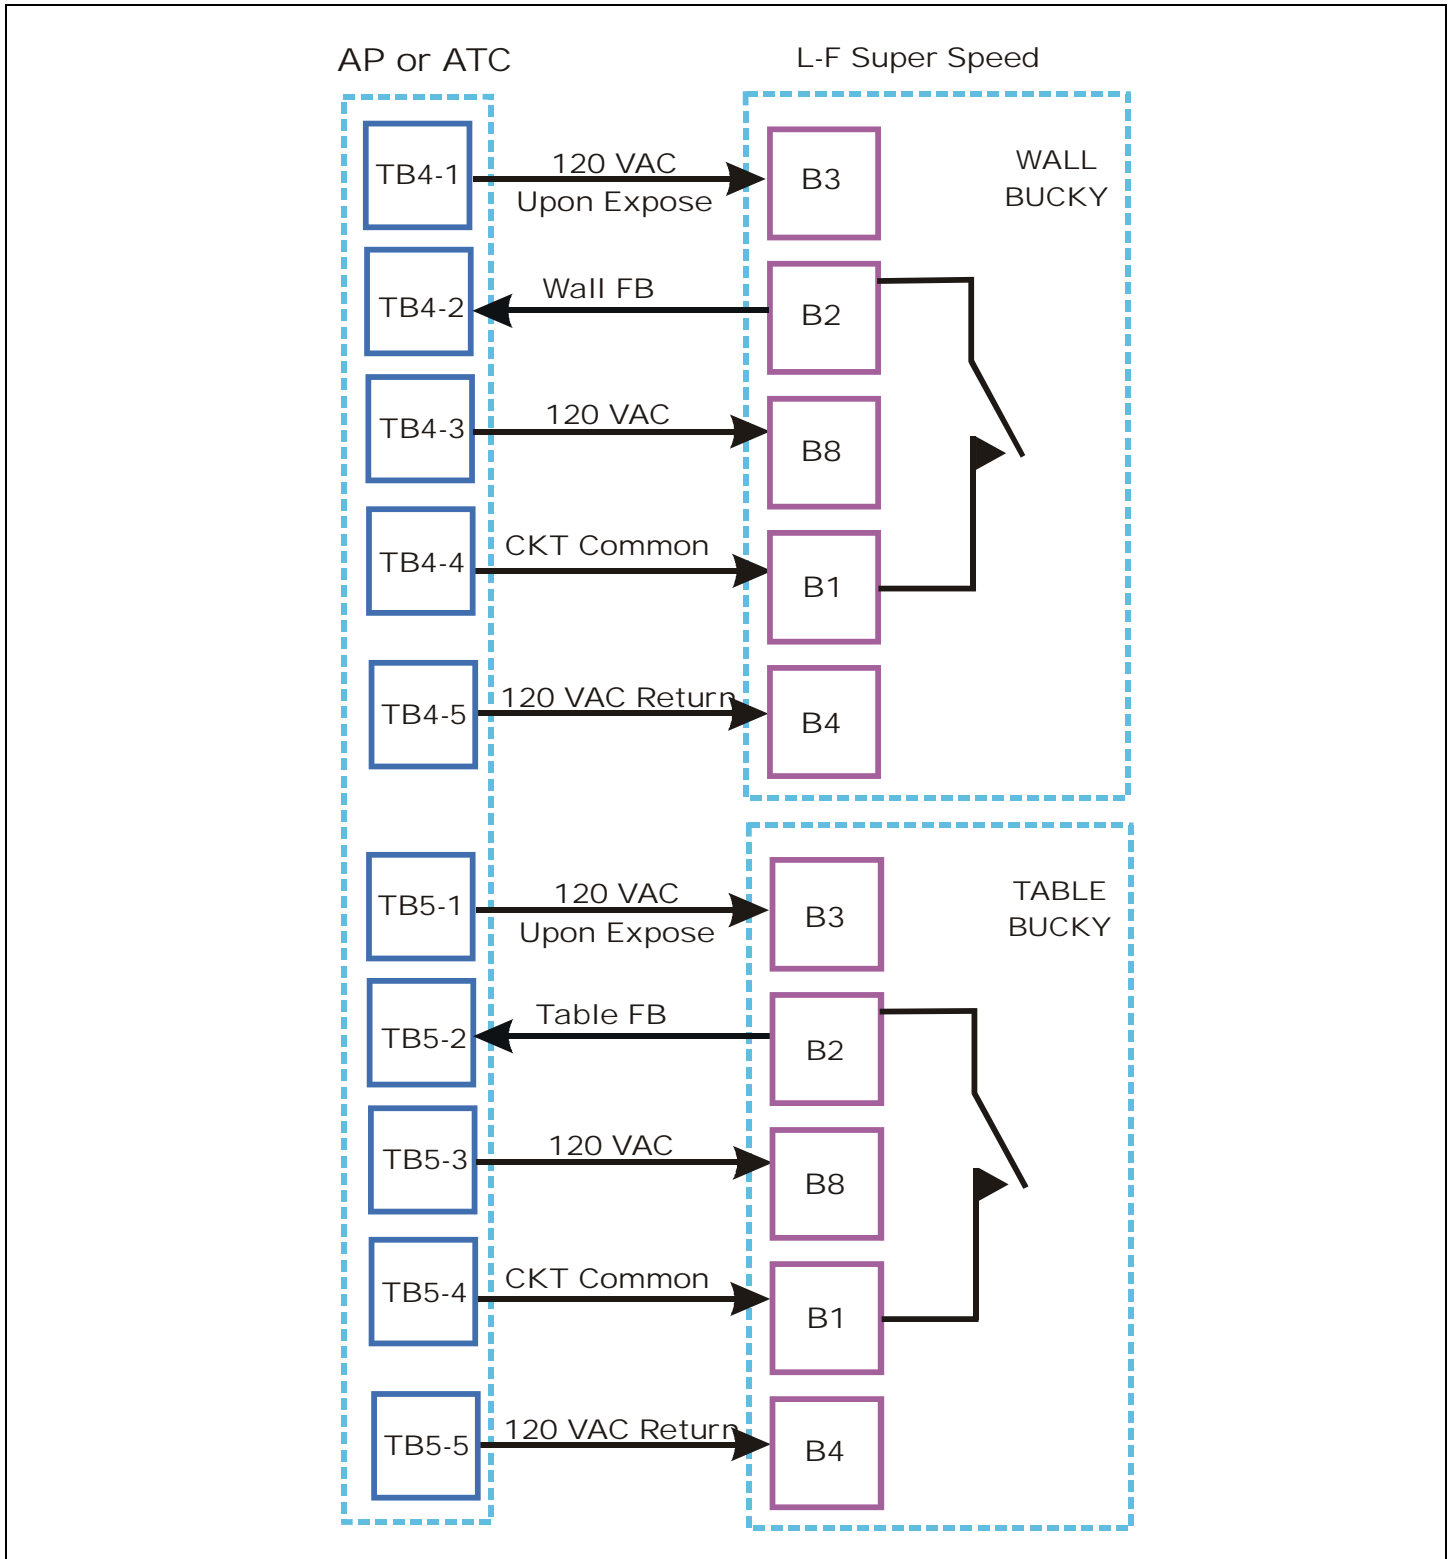 AP or ATC
L-F Super Speed
WALL
BUCKY
TB4-1
120 VAC
Upon Expose
B3
TB4-2
Wall FB
B2
TB4-3
120 VAC
B8
TB4-4
CKT Common
B1
TB4-5
120 VAC Return
B4
TABLE
BUCKY
TB5-1
120 VAC
Upon Expose
B3
TB5-2
Table FB
B2
TB5-3
120 VAC
B8
TB5-4
CKT Common
B1
TB5-5
120 VAC Return
B4